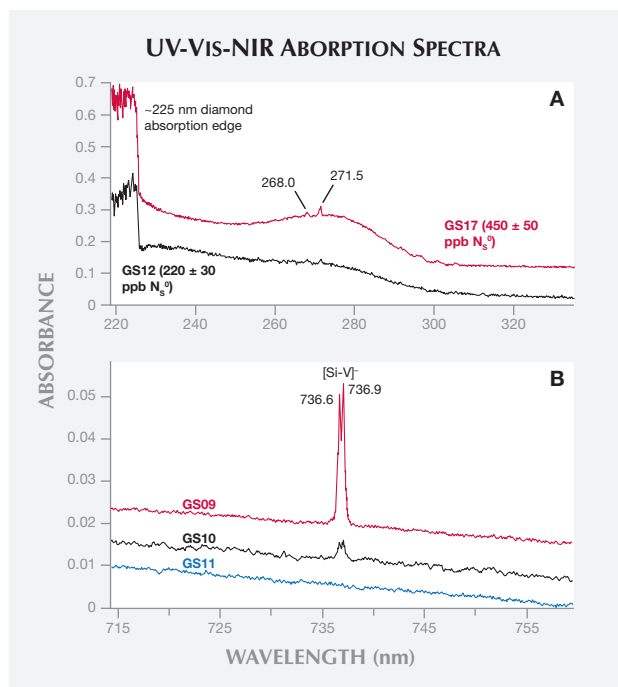 UV-VIS-NIR ABORPTION SPECTRA
A
0.7
0.6
0.5
0.4
0.3
0.2
0.1
0
~225 nm diamond
absorption edge
268.0
271.5
GS17 (450 ± 50
ppb Nₛ⁰)
GS12 (220 ± 30
ppb Nₛ⁰)
220
240
260
280
300
320
ABSORBANCE
B
[Si-V]⁻
736.6
736.9
0.05
0.04
0.03
0.02
0.01
0
GS09
GS10
GS11
715
725
735
745
755
WAVELENGTH (nm)